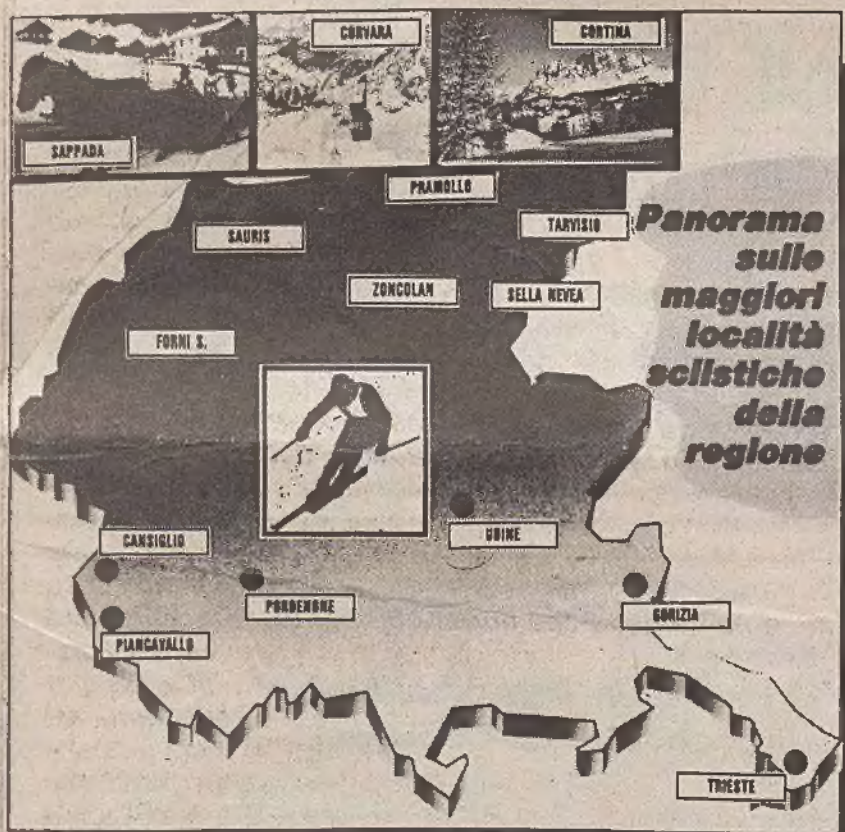 CORVARA
CORTINA
SAPPADA
PRAMOLLO
SAURIS
TARVISIO
Panorama
sulle
maggiori
località
sciistiche
della
regione
ZONCOLAN
SELLA NEVEA
FORNI S.
CANSIGLIO
UDINE
PORDENONE
GORIZIA
PIANCAVALLO
TRIESTE